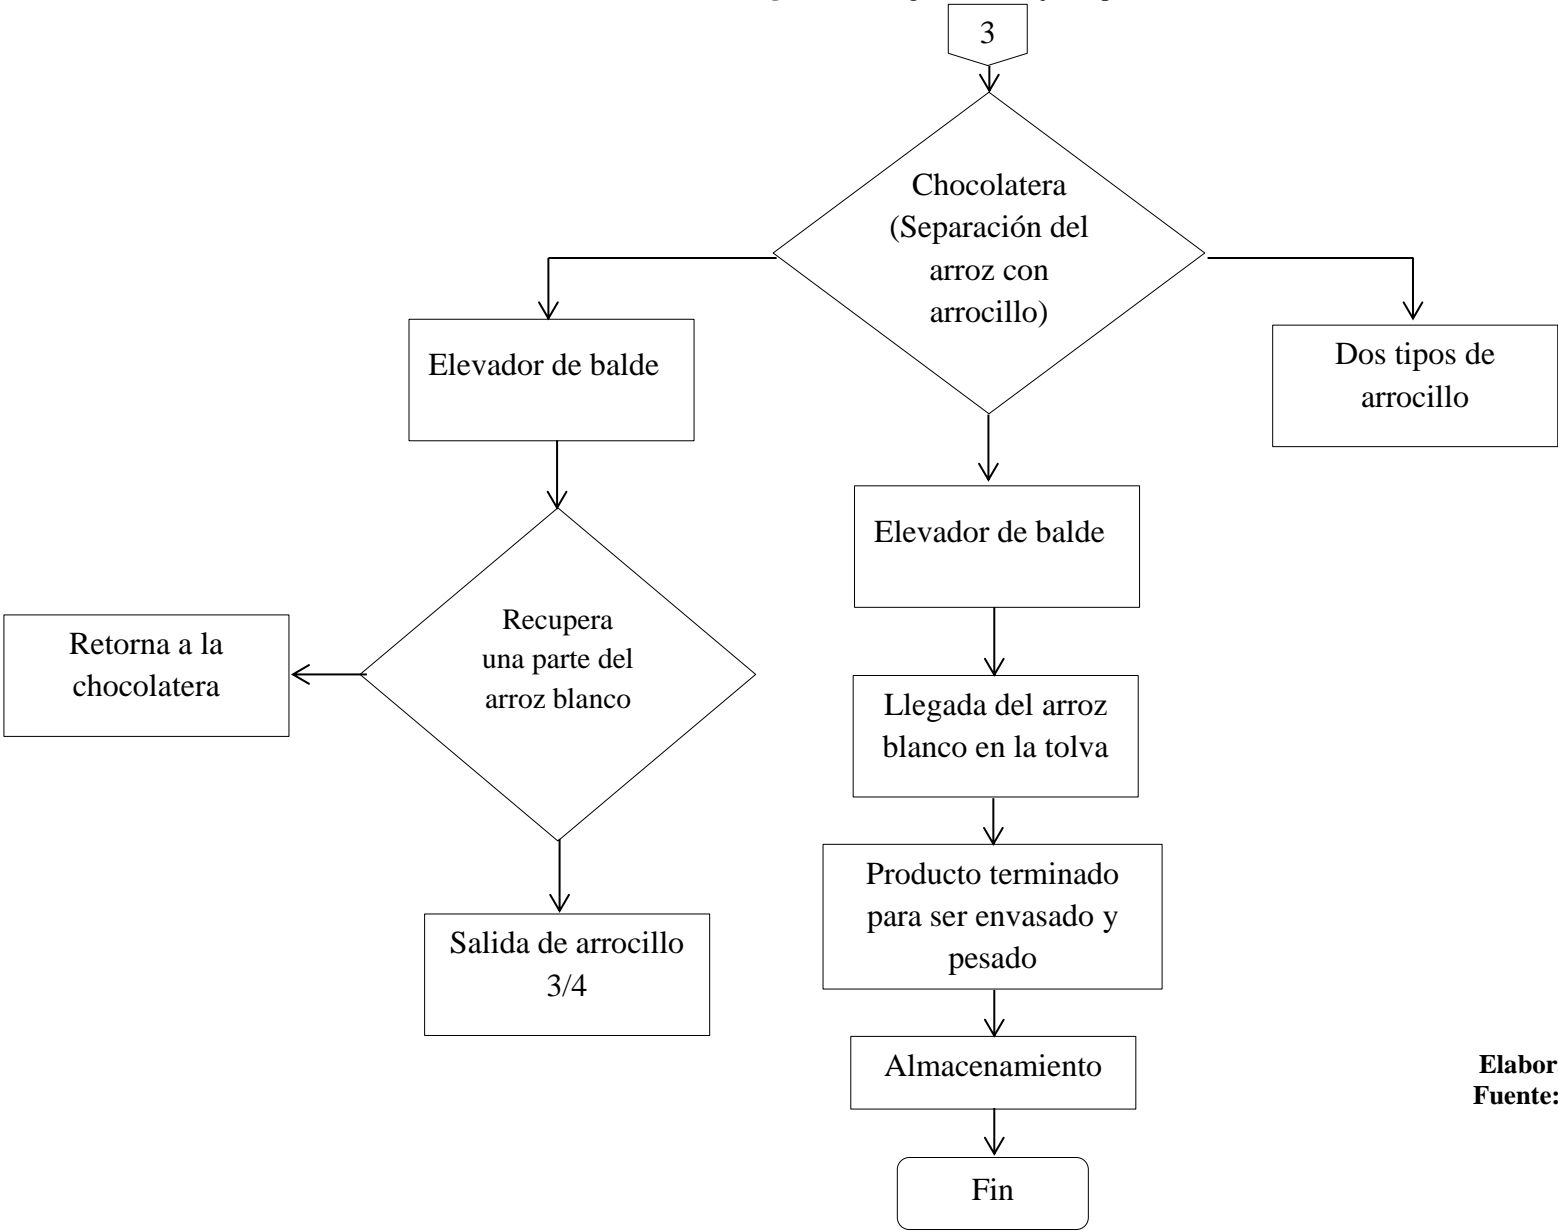 3
Chocolatera
(Separación del
arroz con
arrocillo)
Elevador de balde
Dos tipos de
arrocillo
Elevador de balde
Recupera
una parte del
arroz blanco
Retorna a la
chocolatera
Llegada del arroz
blanco en la tolva
Producto terminado
para ser envasado y
pesado
Salida de arrocillo
3/4
Almacenamiento
Elabor
Fuente:
Fin